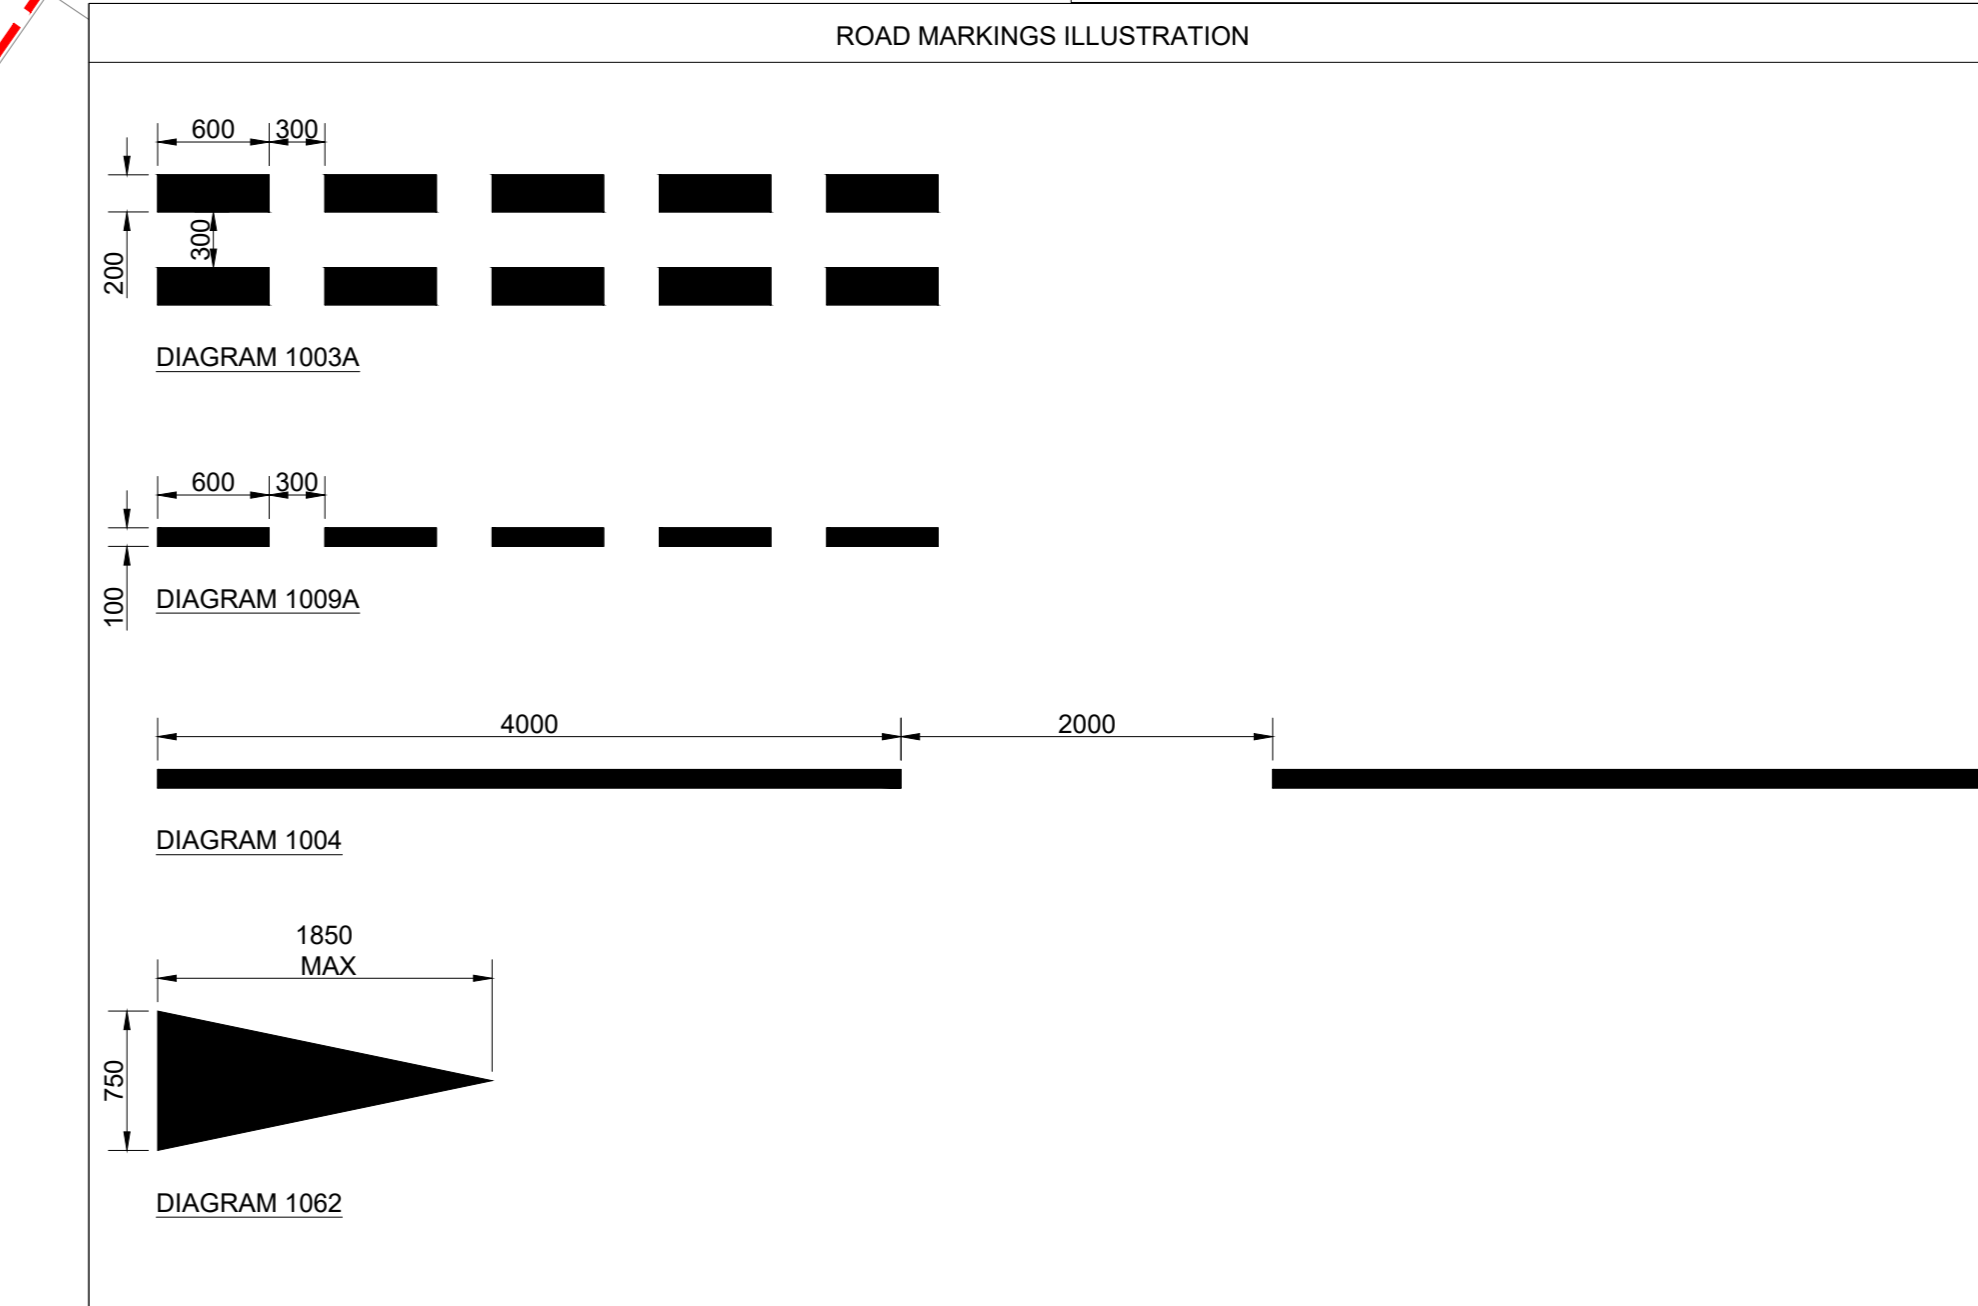 ROAD MARKINGS ILLUSTRATION
600 300
300
200
DIAGRAM 1003A
600 300
100
DIAGRAM 1009A
4000 2000
DIAGRAM 1004
1850
MAX
750
DIAGRAM 1062